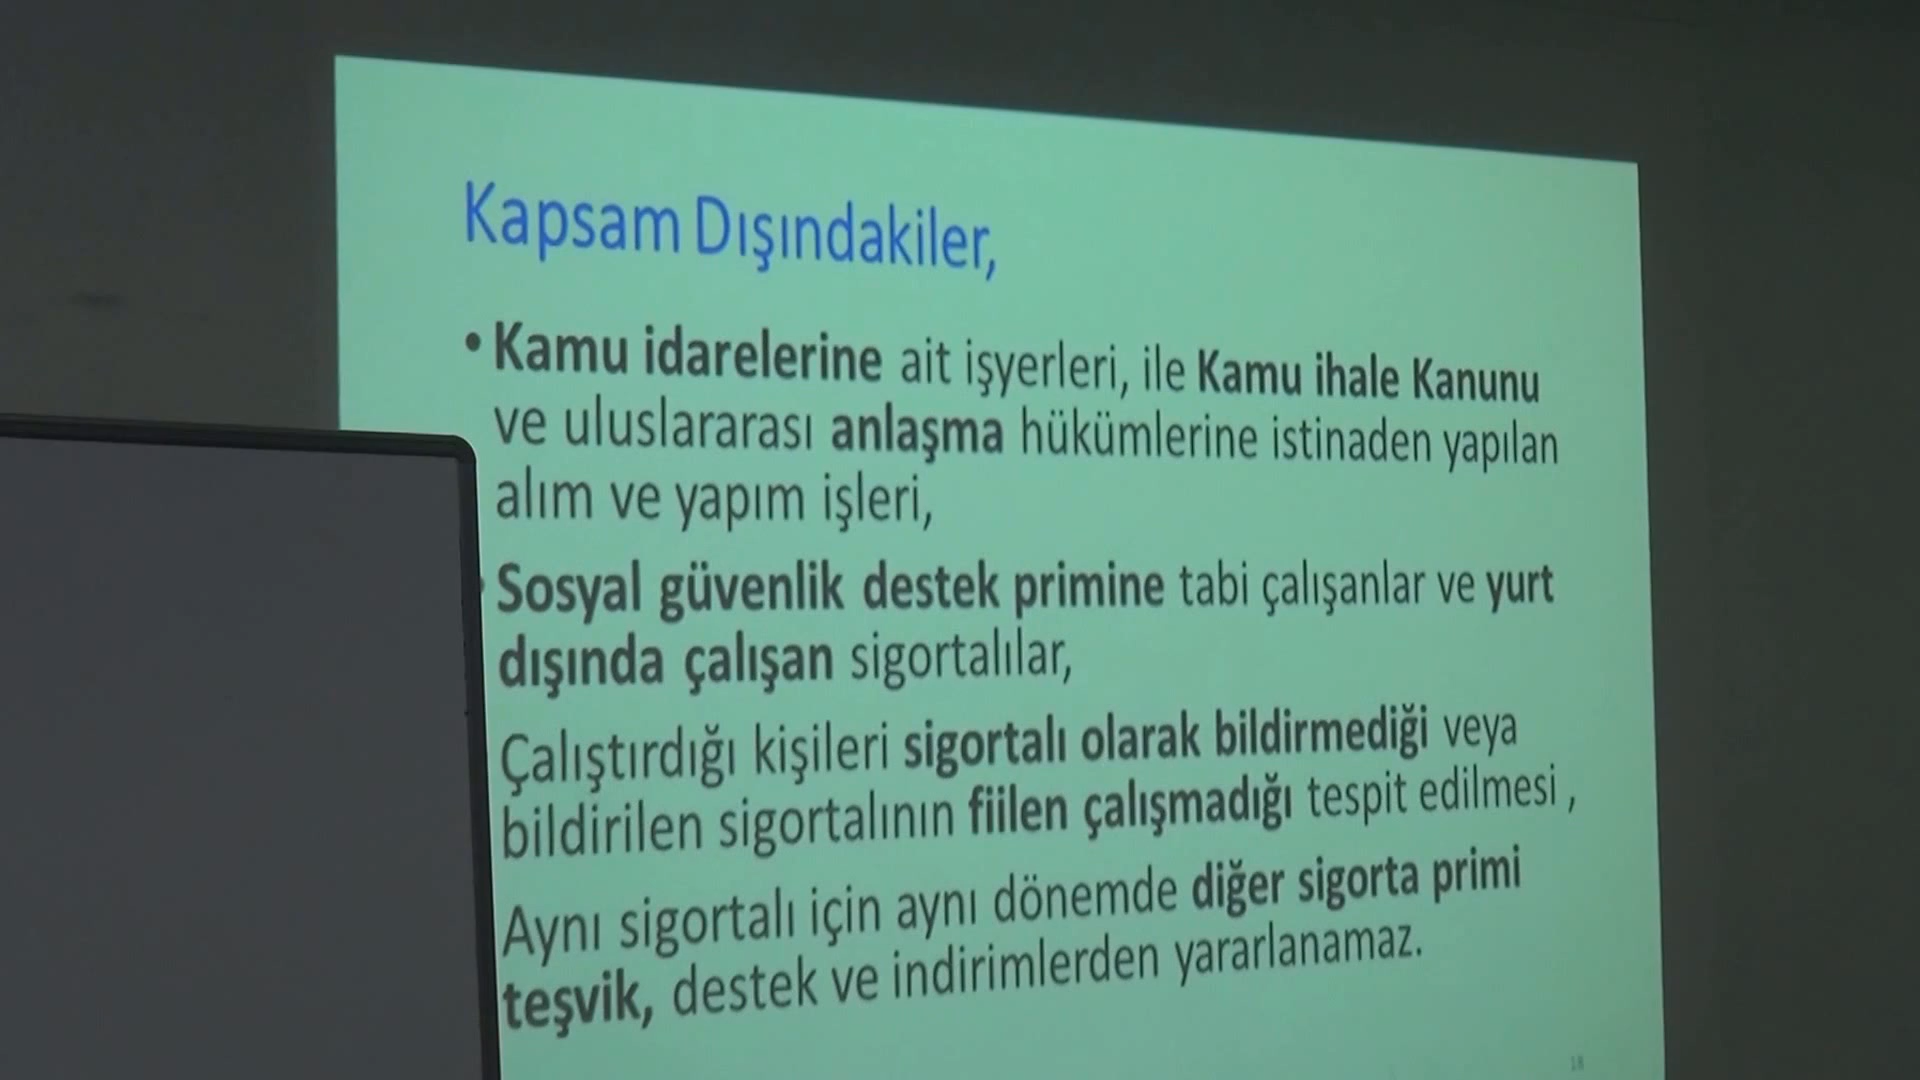 Kapsam Dışındakiler,
• Kamu idarelerine ait işyerleri, ile Kamu ihale Kanunu
ve uluslararası anlaşma hükümlerine istinaden yapılan
alım ve yapım işleri,
Sosyal güvenlik destek primine tabi çalışanlar ve yurt
dışında çalışan sigortalılar,
Çalıştırdığı kişileri sigortalı olarak bildirmediği veya
bildirilen sigortalının fiilen çalışmadığı tespit edilmesi ,
Aynı sigortalı için aynı dönemde diğer sigorta primi
teşvik, destek ve indirimlerden yararlanamaz.
18